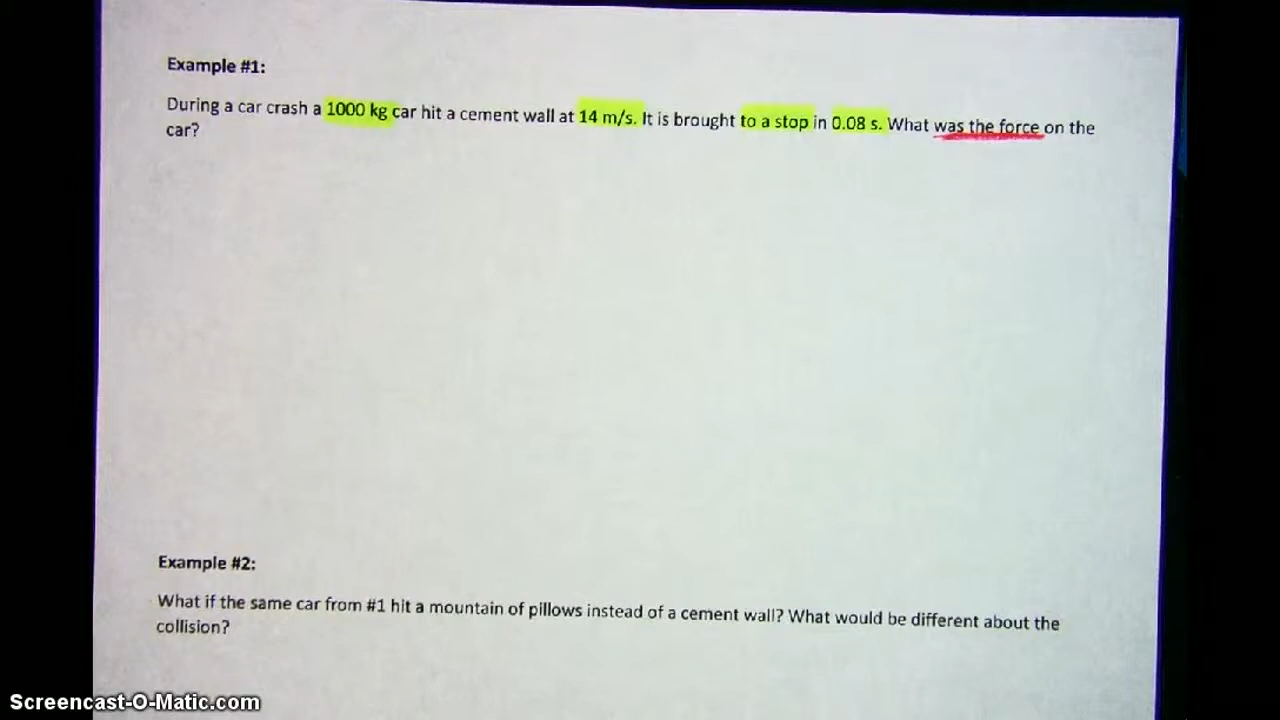 Example #1:
During a car crash a 1000 kg car hit a cement wall at 14 m/s. It is brought to a stop in 0.08 s. What was the force on the
car?
Example #2:
What if the same car from #1 hit a mountain of pillows instead of a cement wall? What would be different about the
collision?
Screencast-O-Matic.com